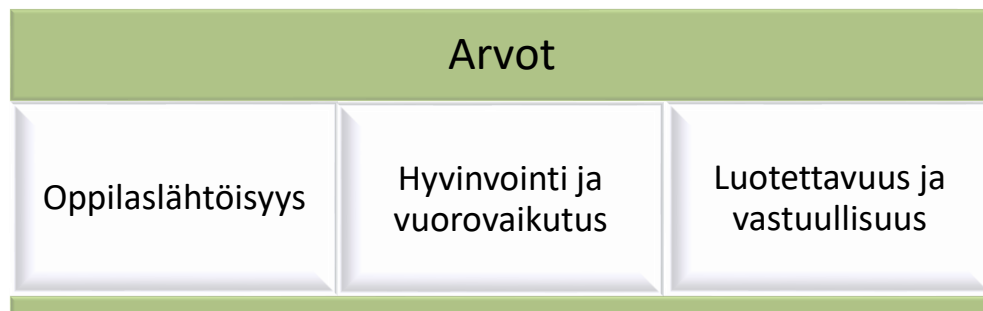 Arvot
Oppilaslähtöisyys
Hyvinvointi ja
vuorovaikutus
Luotettavuus ja
vastuullisuus